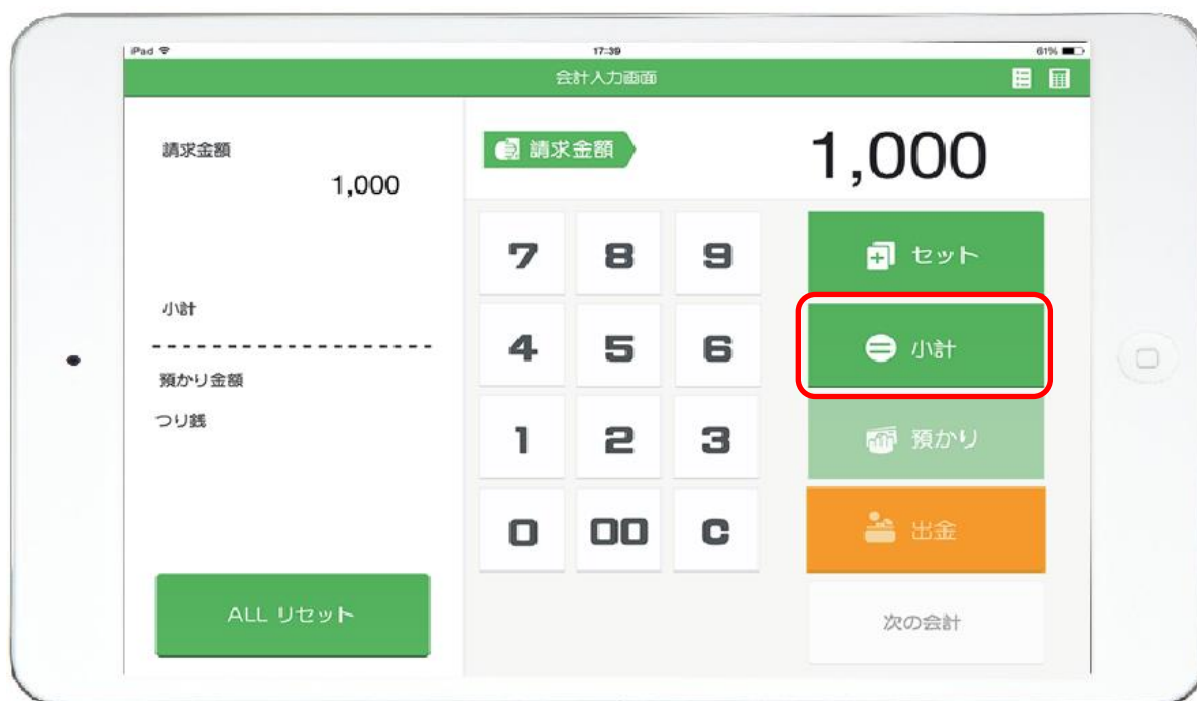 iPad 17:39 61%
会計入力画面
請求金額
1,000
小計
預かり金額
つり銭
ALL リセット
請求金額 1,000
7 8 9 セット
4 5 6 小計
1 2 3 預かり
0 00 C 出金
次の会計